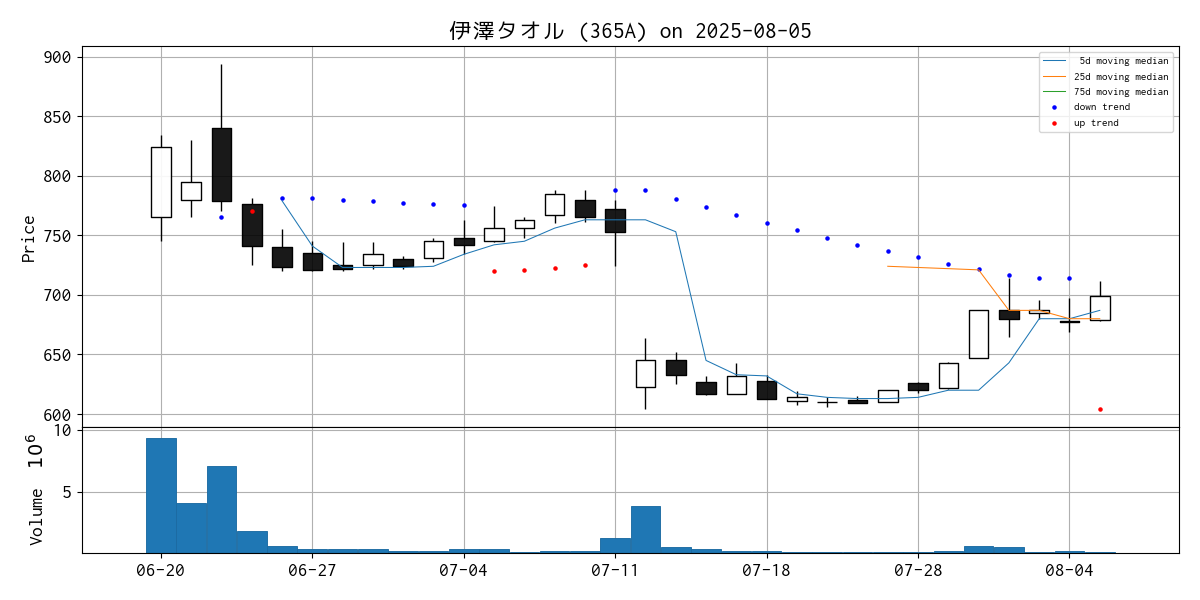 伊澤タオル (365A) on 2025-08-05
900
850
800
750
700
650
600
Price
5d moving median
25d moving median
75d moving median
down trend
up trend
10
5
Volume 10⁶
06-20
06-27
07-04
07-11
07-18
07-28
08-04